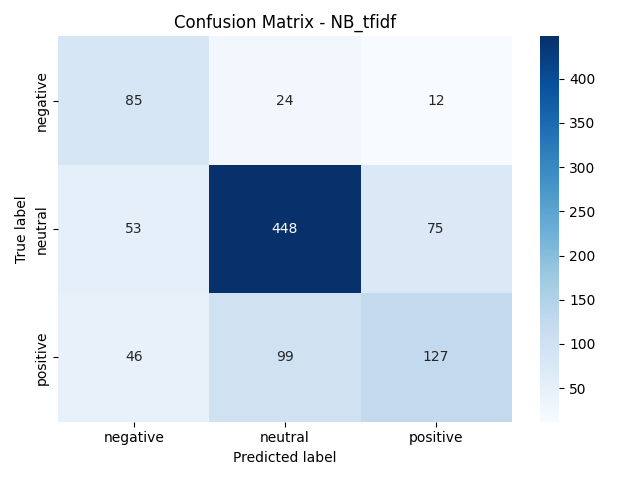 Confusion Matrix - NB_tfidf
True label
negative
neutral
positive
85 24 12
53 448 75
46 99 127
negative neutral positive
Predicted label
400
350
300
250
200
150
100
50